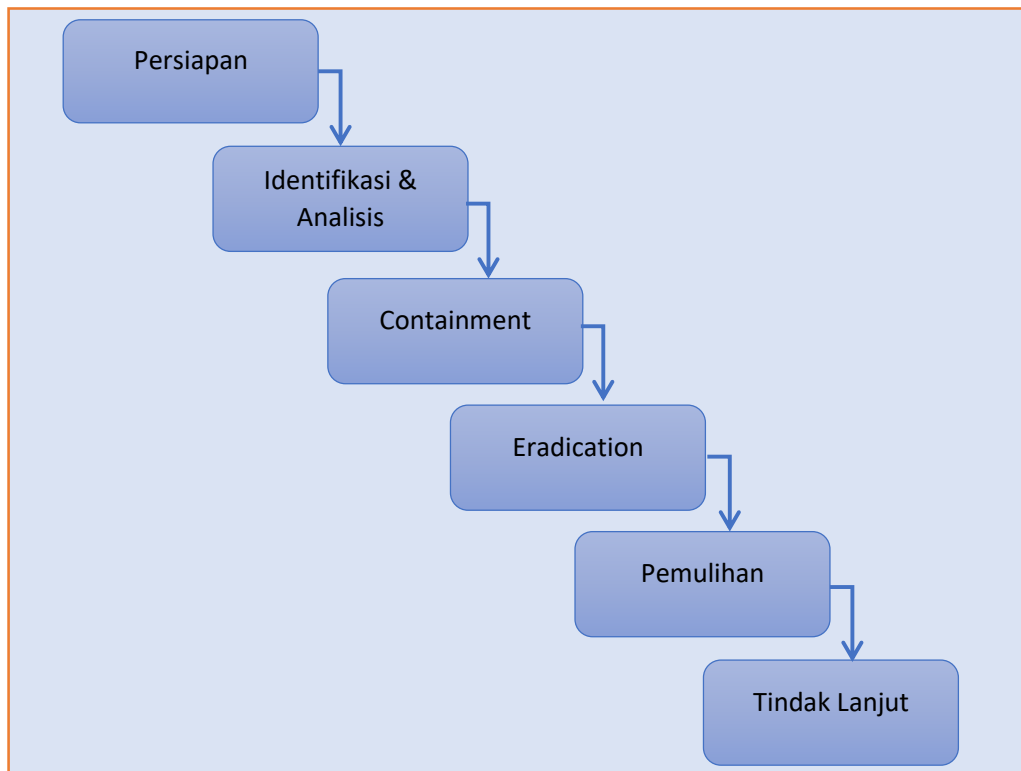 Persiapan
Identifikasi &
Analisis
Containment
Eradication
Pemulihan
Tindak Lanjut